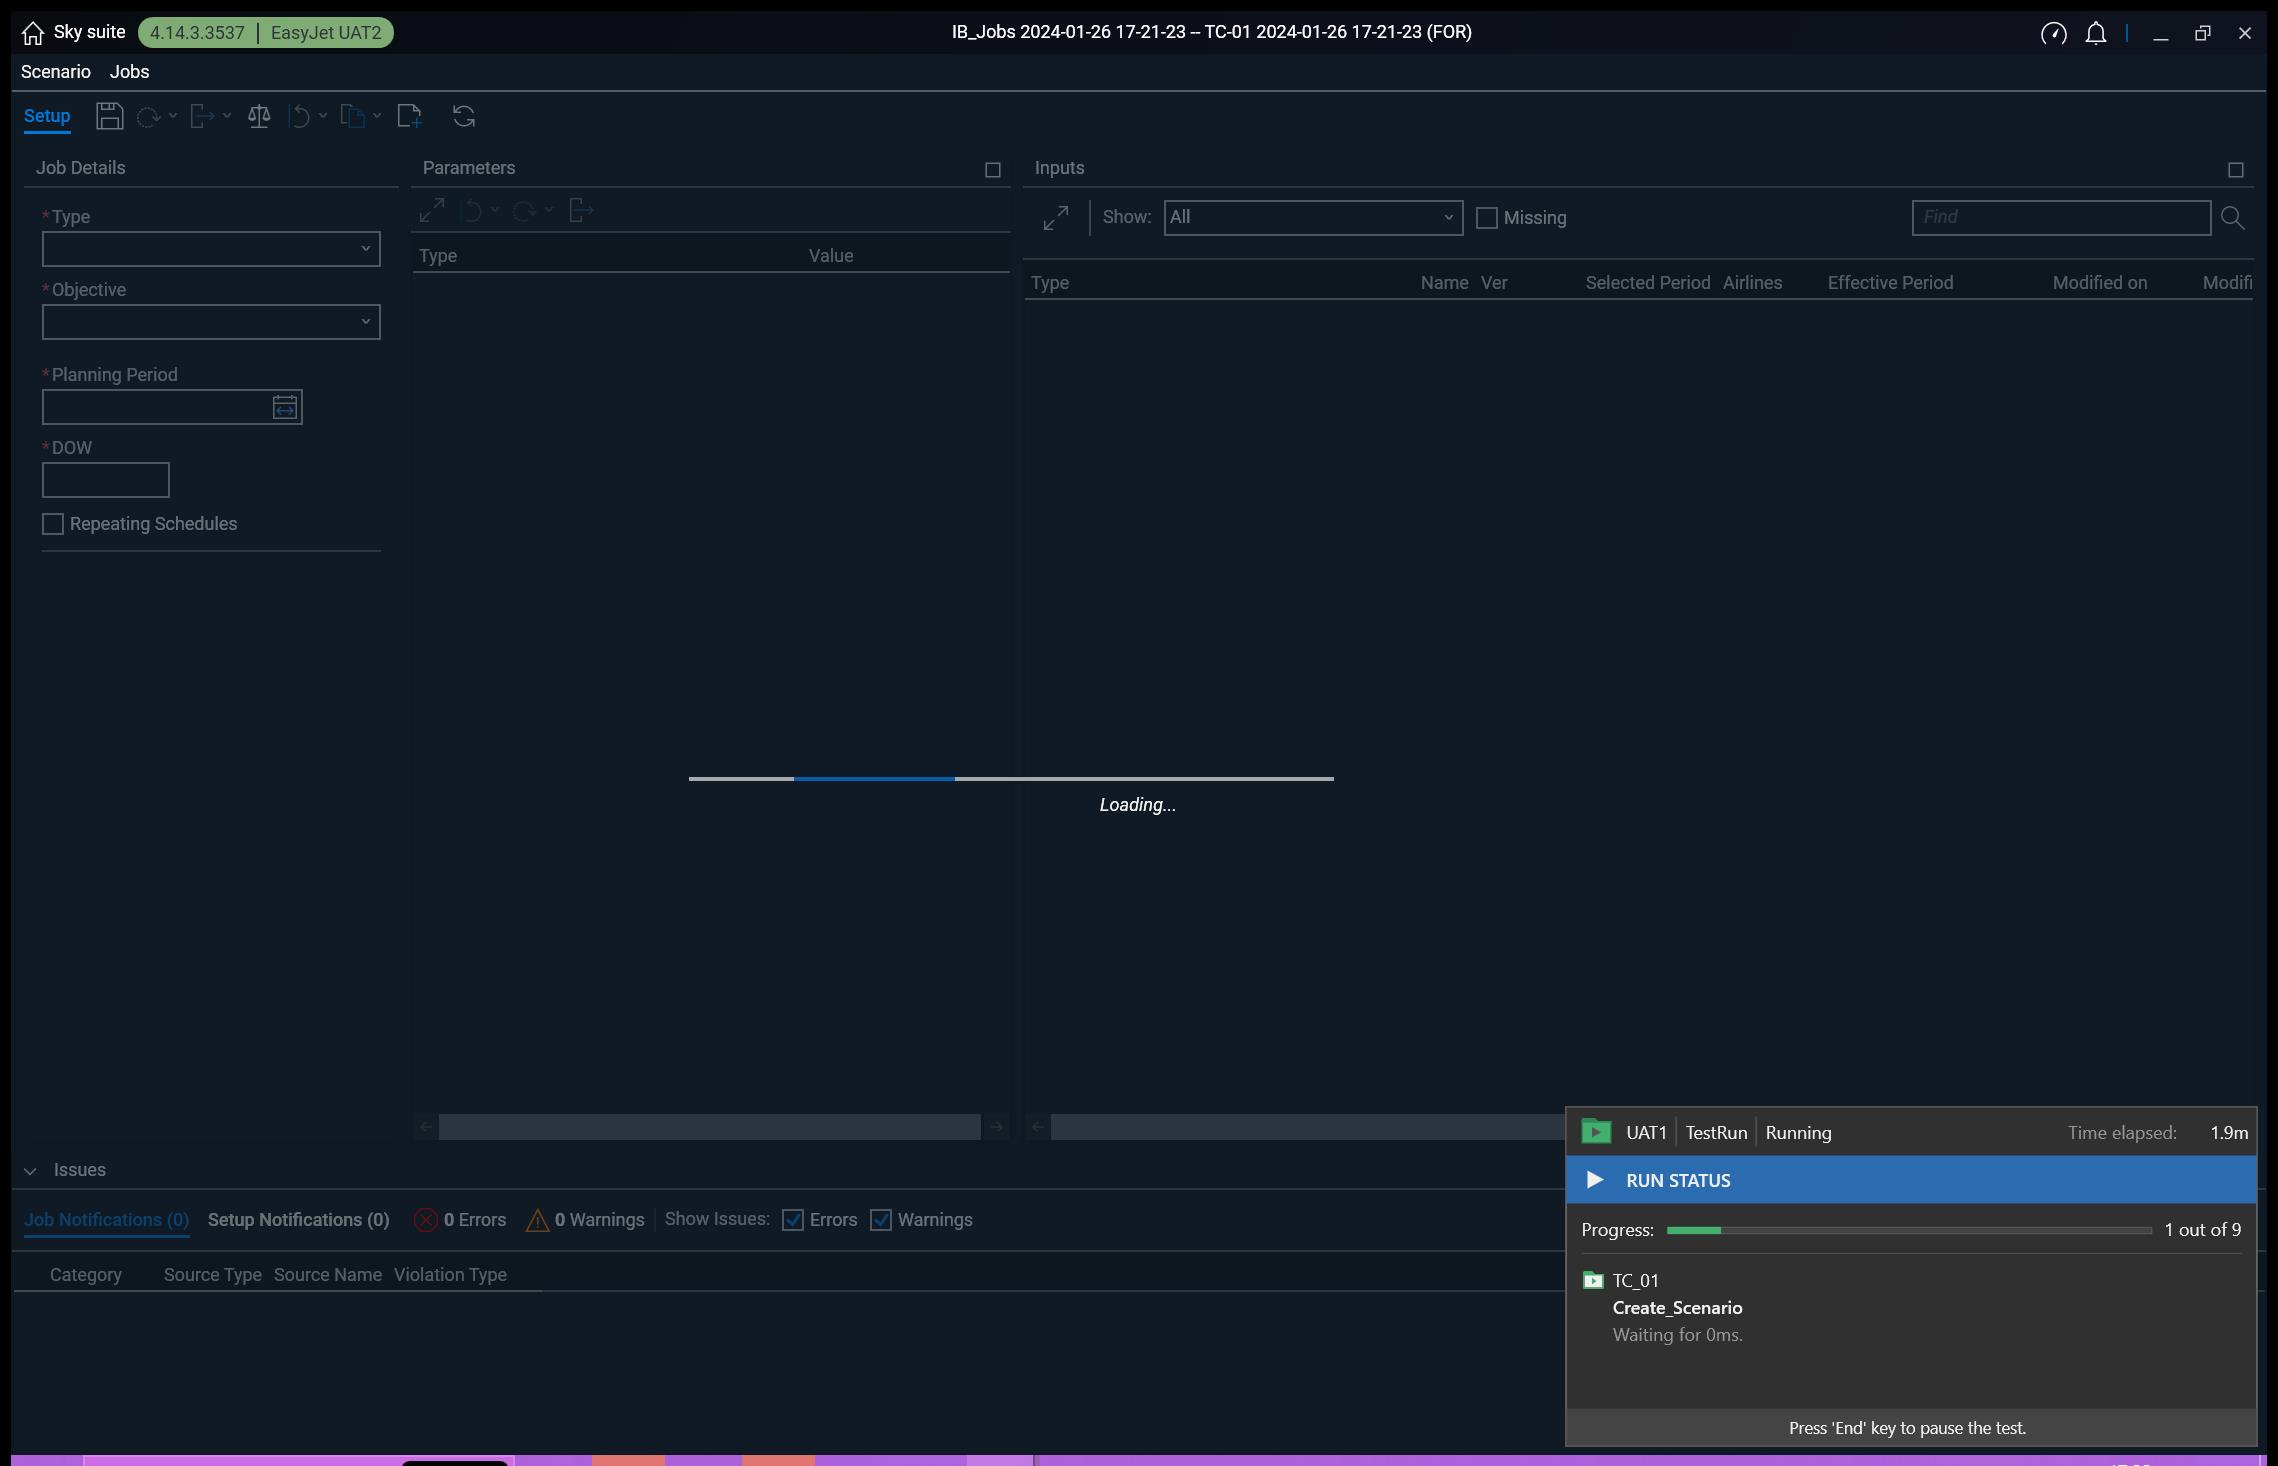 Sky suite 4.14.3.3537 | EasyJet UAT2 IB_Jobs 2024-01-26 17-21-23 -- TC-01 2024-01-26 17-21-23 (FOR)
Scenario Jobs
Setup
Job Details
*Type
*Objective
*Planning Period
*DOW
Repeating Schedules
Parameters
Type Value
Inputs
Show: All Missing Find
Type Name Ver Selected Period Airlines Effective Period Modified on Modifi
Loading...
Issues
Job Notifications (0) Setup Notifications (0) 0 Errors 0 Warnings Show Issues: Errors Warnings
Category Source Type Source Name Violation Type
UAT1 TestRun Running Time elapsed: 1.9m
RUN STATUS
Progress: 1 out of 9
TC_01
Create_Scenario
Waiting for 0ms.
Press 'End' key to pause the test.